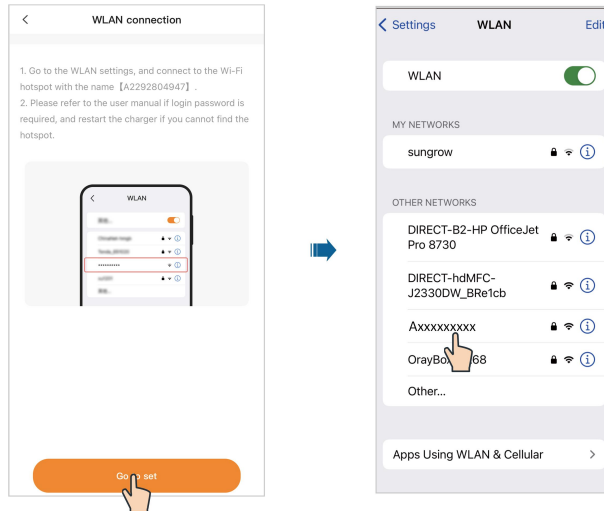 WLAN connection
1. Go to the WLAN settings, and connect to the Wi-Fi
hotspot with the name【A2292804947】.
2. Please refer to the user manual if login password is
required, and restart the charger if you cannot find the
hotspot.
WLAN
Go to set
Settings WLAN Edit
WLAN
MY NETWORKS
sungrow
OTHER NETWORKS
DIRECT-B2-HP OfficeJet
Pro 8730
DIRECT-hdMFC-
J2330DW_BRe1cb
Axxxxxxxxx
68
Other...
Apps Using WLAN & Cellular